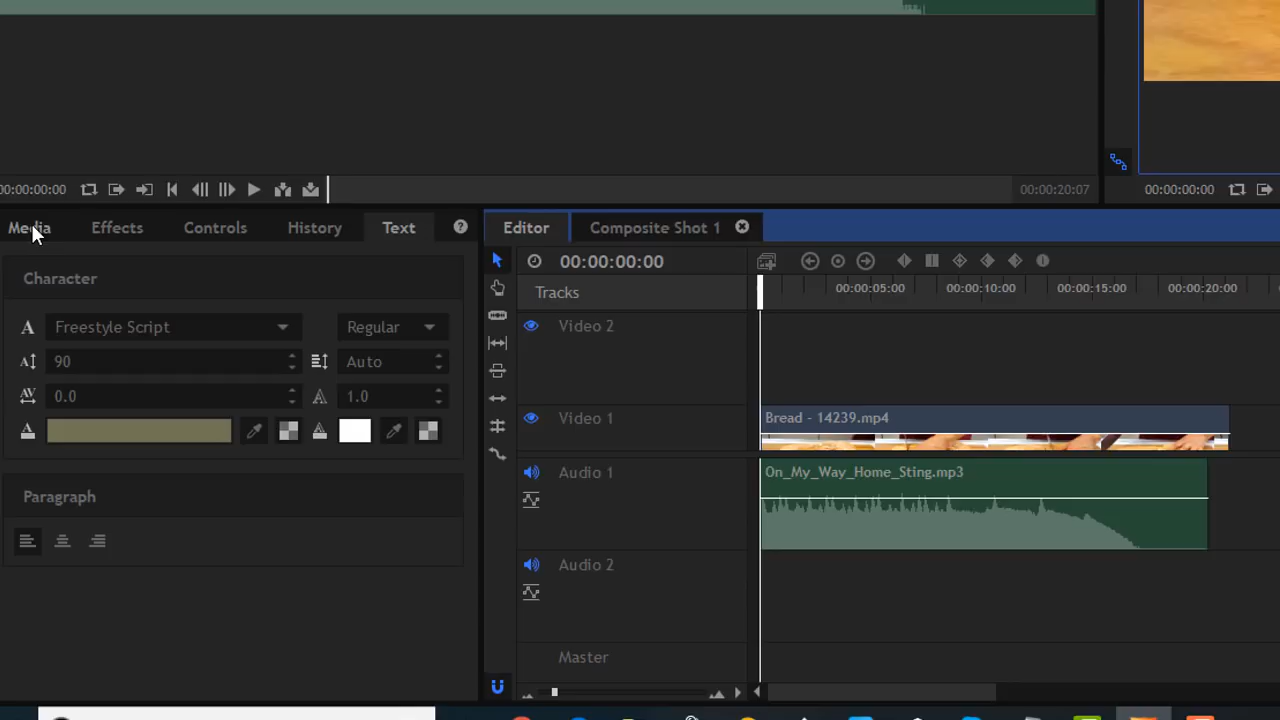 00:00:00:00
00:00:20:07
00:00:00:00
Media Effects Controls History Text ?
Editor Composite Shot 1
00:00:00:00
Character
Tracks
00:00:05:00 00:00:10:00 00:00:15:00 00:00:20:00
Freestyle Script Regular
Video 2
90 Auto
0.0 1.0
Video 1 Bread - 14239.mp4
Audio 1 On_My_Way_Home_Sting.mp3
Paragraph
Audio 2
Master